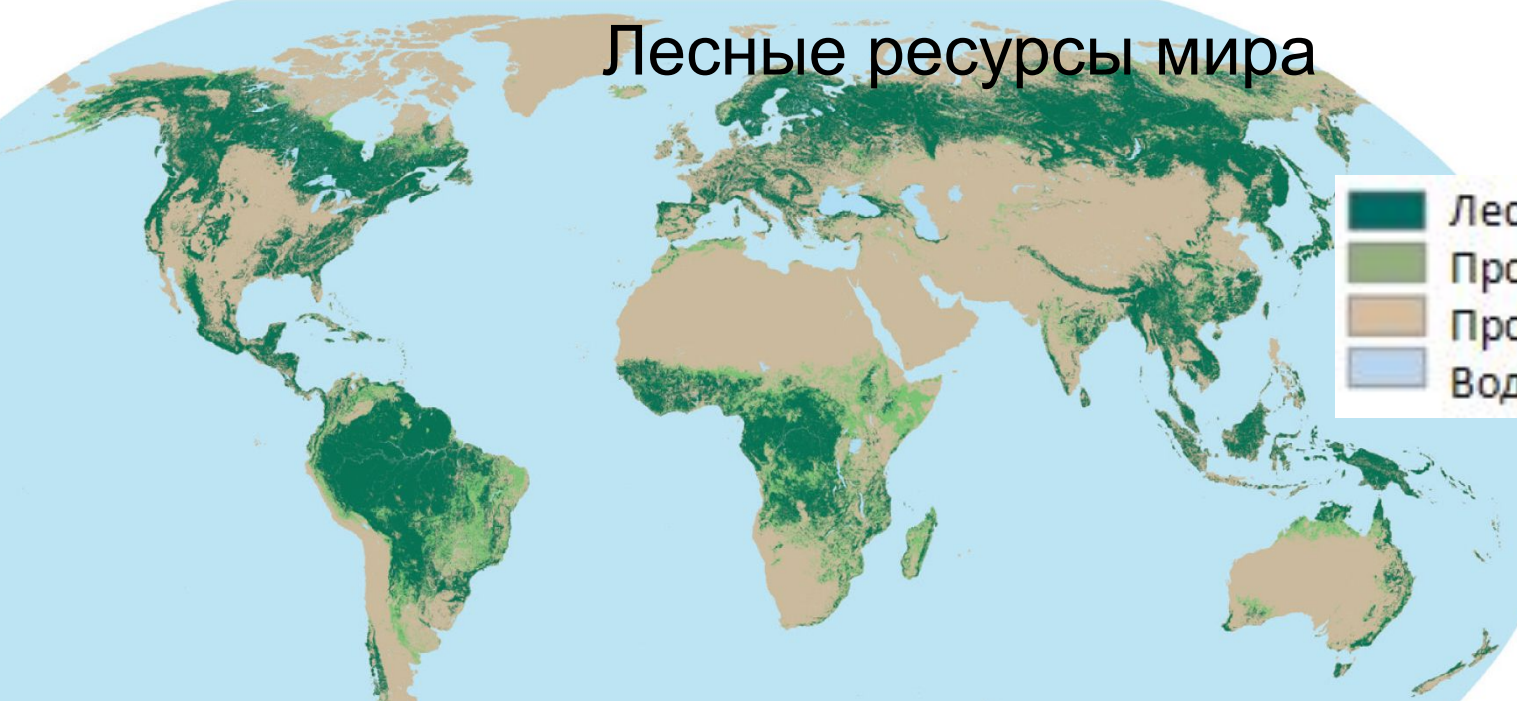 Лесные ресурсы мира
Лес
Про
Про
Вод